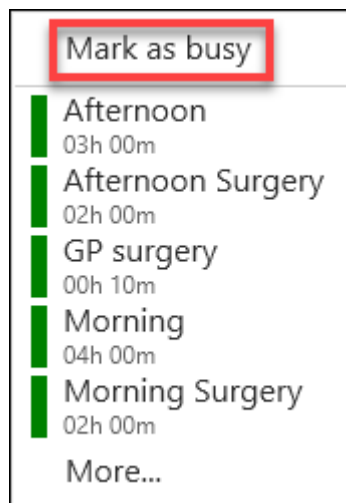 Mark as busy
Afternoon
03h 00m
Afternoon Surgery
02h 00m
GP surgery
00h 10m
Morning
04h 00m
Morning Surgery
02h 00m
More...